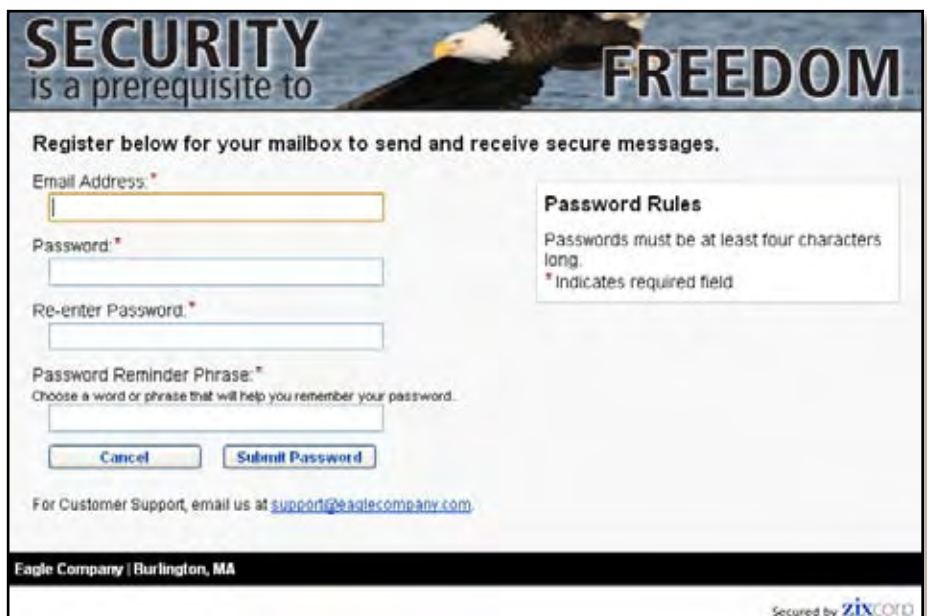 SECURITY
is a prerequisite to
FREEDOM
Register below for your mailbox to send and receive secure messages.
Email Address:*
Password:*
Re-enter Password:*
Password Reminder Phrase:*
Choose a word or phrase that will help you remember your password.
Cancel
Submit Password
For Customer Support, email us at support@eaglecompany.com.
Password Rules
Passwords must be at least four characters
long.
*Indicates required field
Eagle Company | Burlington, MA
Secured by zixcorp